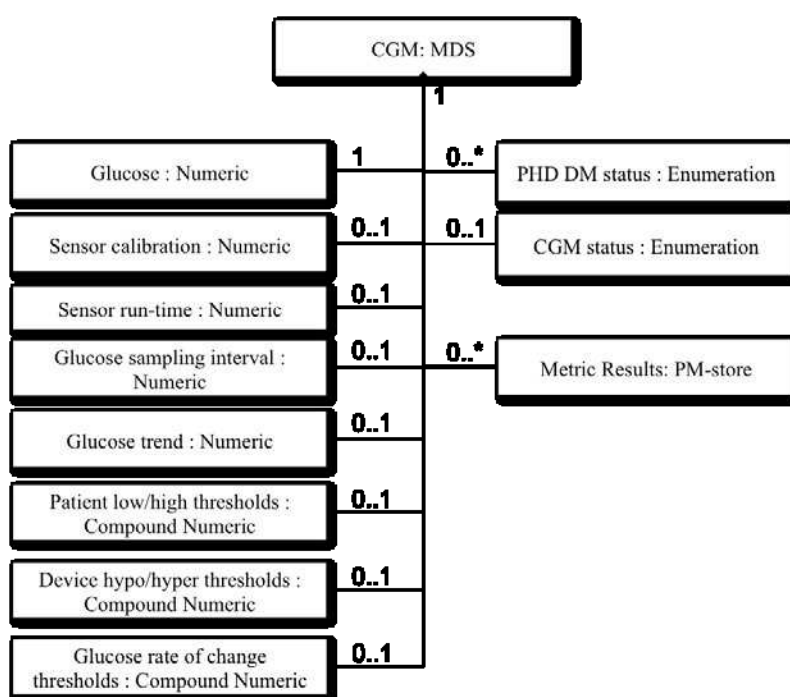 CGM: MDS
1
Glucose : Numeric
1
0..*
PHD DM status : Enumeration
Sensor calibration : Numeric
0..1
0..1
CGM status : Enumeration
Sensor run-time : Numeric
0..1
Glucose sampling interval :
Numeric
0..1
0..*
Metric Results: PM-store
Glucose trend : Numeric
0..1
Patient low/high thresholds :
Compound Numeric
0..1
Device hypo/hyper thresholds :
Compound Numeric
0..1
Glucose rate of change
thresholds : Compound Numeric
0..1